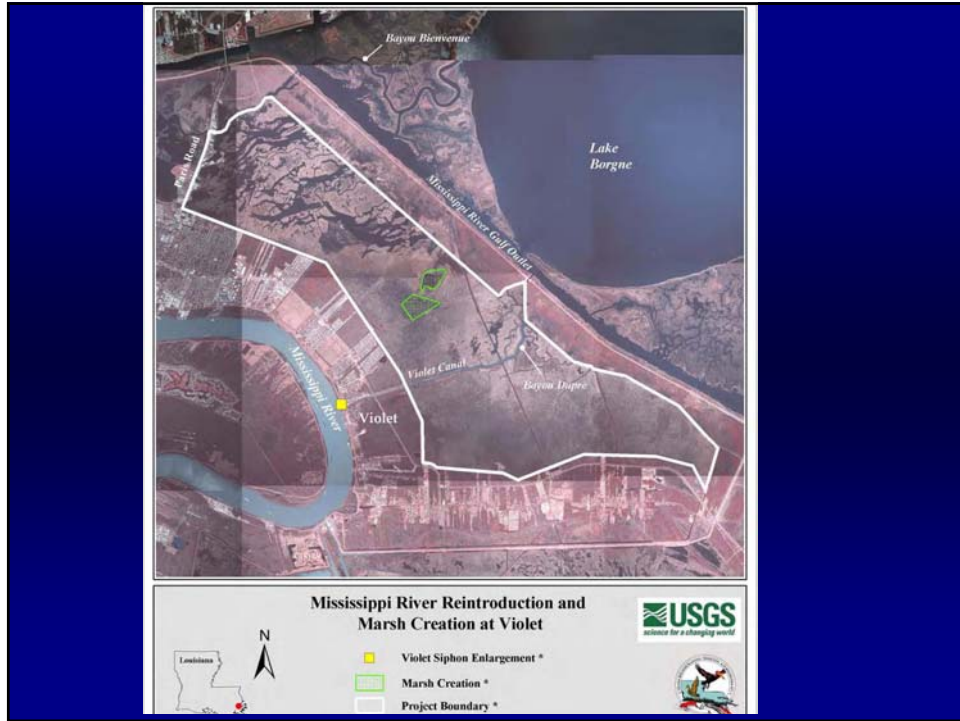 Bayou Bienvenue
Paris Road
Lake
Borgne
Mississippi River Gulf Outlet
Mississippi River
Violet Canal
Bayou Dupre
Violet
Mississippi River Reintroduction and
Marsh Creation at Violet
USGS
science for a changing world
N
Louisiana
Violet Siphon Enlargement *
Marsh Creation *
Project Boundary *